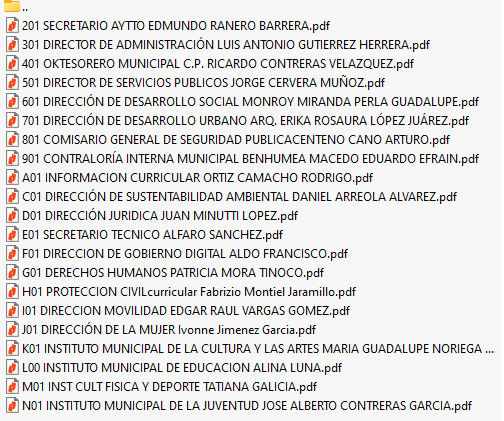 ..
201 SECRETARIO AYTTO EDMUNDO RANERO BARRERA.pdf
301 DIRECTOR DE ADMINISTRACIÓN LUIS ANTONIO GUTIERREZ HERRERA.pdf
401 OKTESORERO MUNICIPAL C.P. RICARDO CONTRERAS VELAZQUEZ.pdf
501 DIRECTOR DE SERVICIOS PUBLICOS JORGE CERVERA MUÑOZ.pdf
601 DIRECCIÓN DE DESARROLLO SOCIAL MONROY MIRANDA PERLA GUADALUPE.pdf
701 DIRECCIÓN DE DESARROLLO URBANO ARQ. ERIKA ROSAURA LÓPEZ JUÁREZ.pdf
801 COMISARIO GENERAL DE SEGURIDAD PUBLICACENTENO CANO ARTURO.pdf
901 CONTRALORÍA INTERNA MUNICIPAL BENHUMEA MACEDO EDUARDO EFRAIN.pdf
A01 INFORMACION CURRICULAR ORTIZ CAMACHO RODRIGO.pdf
C01 DIRECCIÓN DE SUSTENTABILIDAD AMBIENTAL DANIEL ARREOLA ALVAREZ.pdf
D01 DIRECCIÓN JURIDICA JUAN MINUTTI LOPEZ.pdf
E01 SECRETARIO TECNICO ALFARO SANCHEZ.pdf
F01 DIRECCION DE GOBIERNO DIGITAL ALDO FRANCISCO.pdf
G01 DERECHOS HUMANOS PATRICIA MORA TINOCO.pdf
H01 PROTECCION CIVILcurricular Fabrizio Montiel Jaramillo.pdf
I01 DIRECCION MOVILIDAD EDGAR RAUL VARGAS GOMEZ.pdf
J01 DIRECCIÓN DE LA MUJER Ivonne Jimenez Garcia.pdf
K01 INSTITUTO MUNICIPAL DE LA CULTURA Y LAS ARTES MARIA GUADALUPE NORIEGA ...
L00 INSTITUTO MUNICIPAL DE EDUCACION ALINA LUNA.pdf
M01 INST CULT FISICA Y DEPORTE TATIANA GALICIA.pdf
N01 INSTITUTO MUNICIPAL DE LA JUVENTUD JOSE ALBERTO CONTRERAS GARCIA.pdf